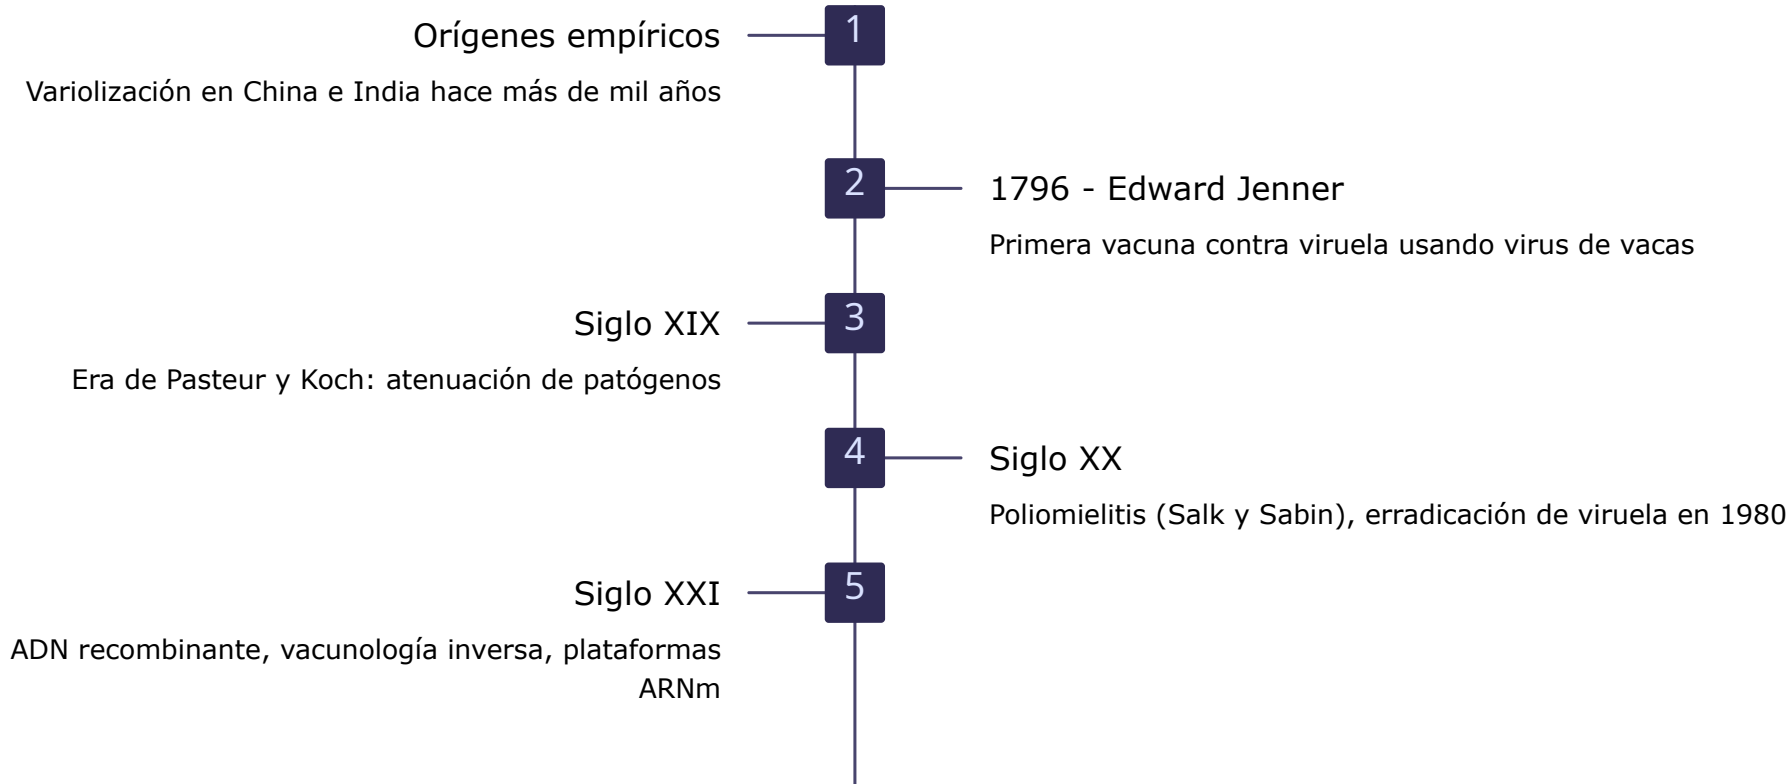 1
Orígenes empíricos
Variolización en China e India hace más de mil años
2
1796 - Edward Jenner
Primera vacuna contra viruela usando virus de vacas
3
Siglo XIX
Era de Pasteur y Koch: atenuación de patógenos
4
Siglo XX
Poliomielitis (Salk y Sabin), erradicación de viruela en 1980
5
Siglo XXI
ADN recombinante, vacunología inversa, plataformas
ARNm